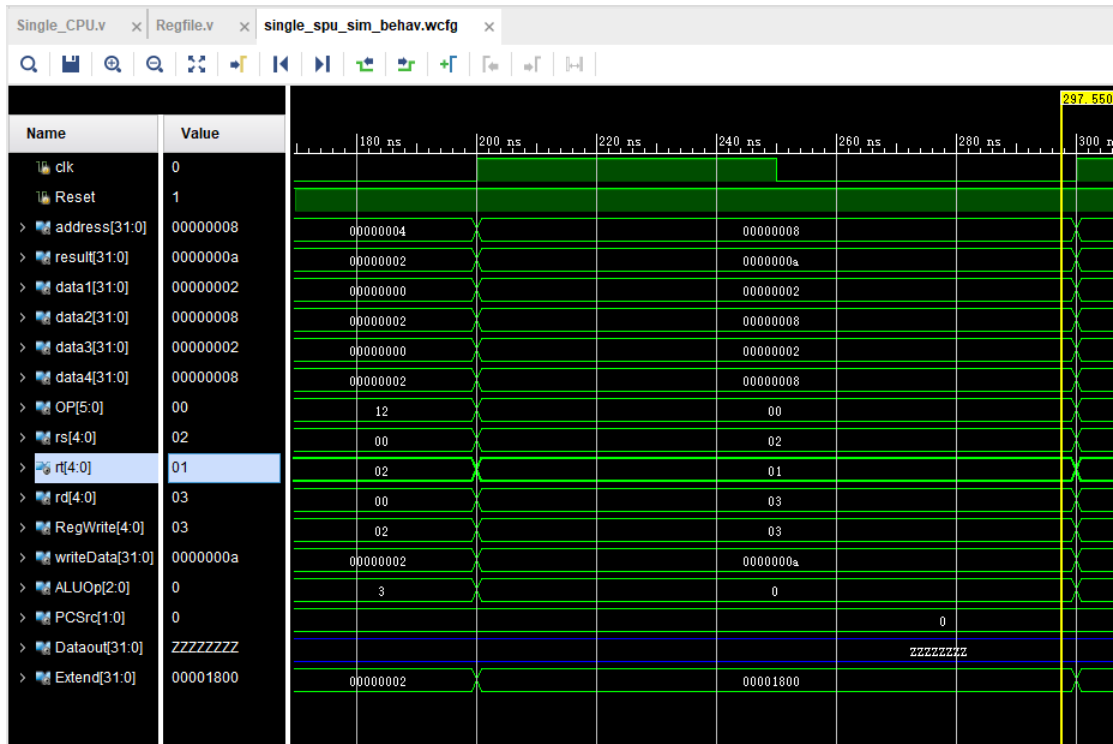 Single_CPU.v × Regfile.v × single_spu_sim_behav.wcfg ×
297.550
Name Value
180 ns 200 ns 220 ns 240 ns 260 ns 280 ns 300 n
clk 0
Reset 1
address[31:0] 00000008 00000004 00000008
result[31:0] 0000000a 00000002 0000000a
data1[31:0] 00000002 00000000 00000002
data2[31:0] 00000008 00000002 00000008
data3[31:0] 00000002 00000000 00000002
data4[31:0] 00000008 00000002 00000008
OP[5:0] 00 12 00
rs[4:0] 02 00 02
rt[4:0] 01 02 01
rd[4:0] 03 00 03
RegWrite[4:0] 03 02 03
writeData[31:0] 0000000a 00000002 0000000a
ALUOp[2:0] 0 3 0
PCSrc[1:0] 0 0
Dataout[31:0] ZZZZZZZZ ZZZZZZZZ
Extend[31:0] 00001800 00000002 00001800